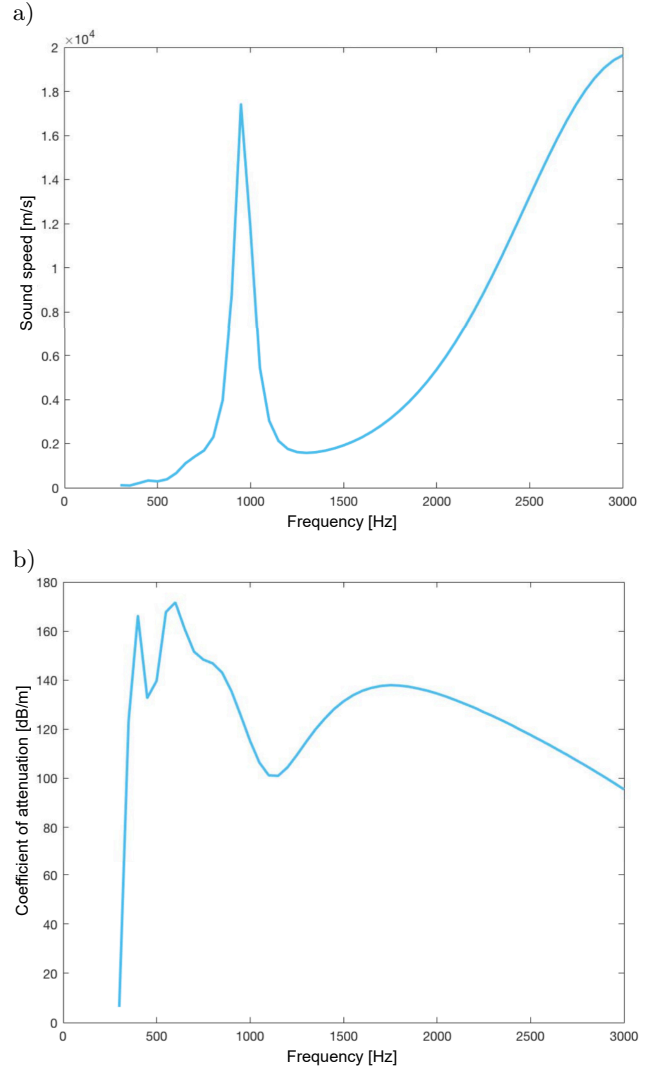 a)
×10⁴
2
1.8
1.6
1.4
1.2
1
0.8
0.6
0.4
0.2
0
Sound speed [m/s]
0 500 1000 1500 2000 2500 3000
Frequency [Hz]
b)
180
160
140
120
100
80
60
40
20
0
Coefficient of attenuation [dB/m]
0 500 1000 1500 2000 2500 3000
Frequency [Hz]